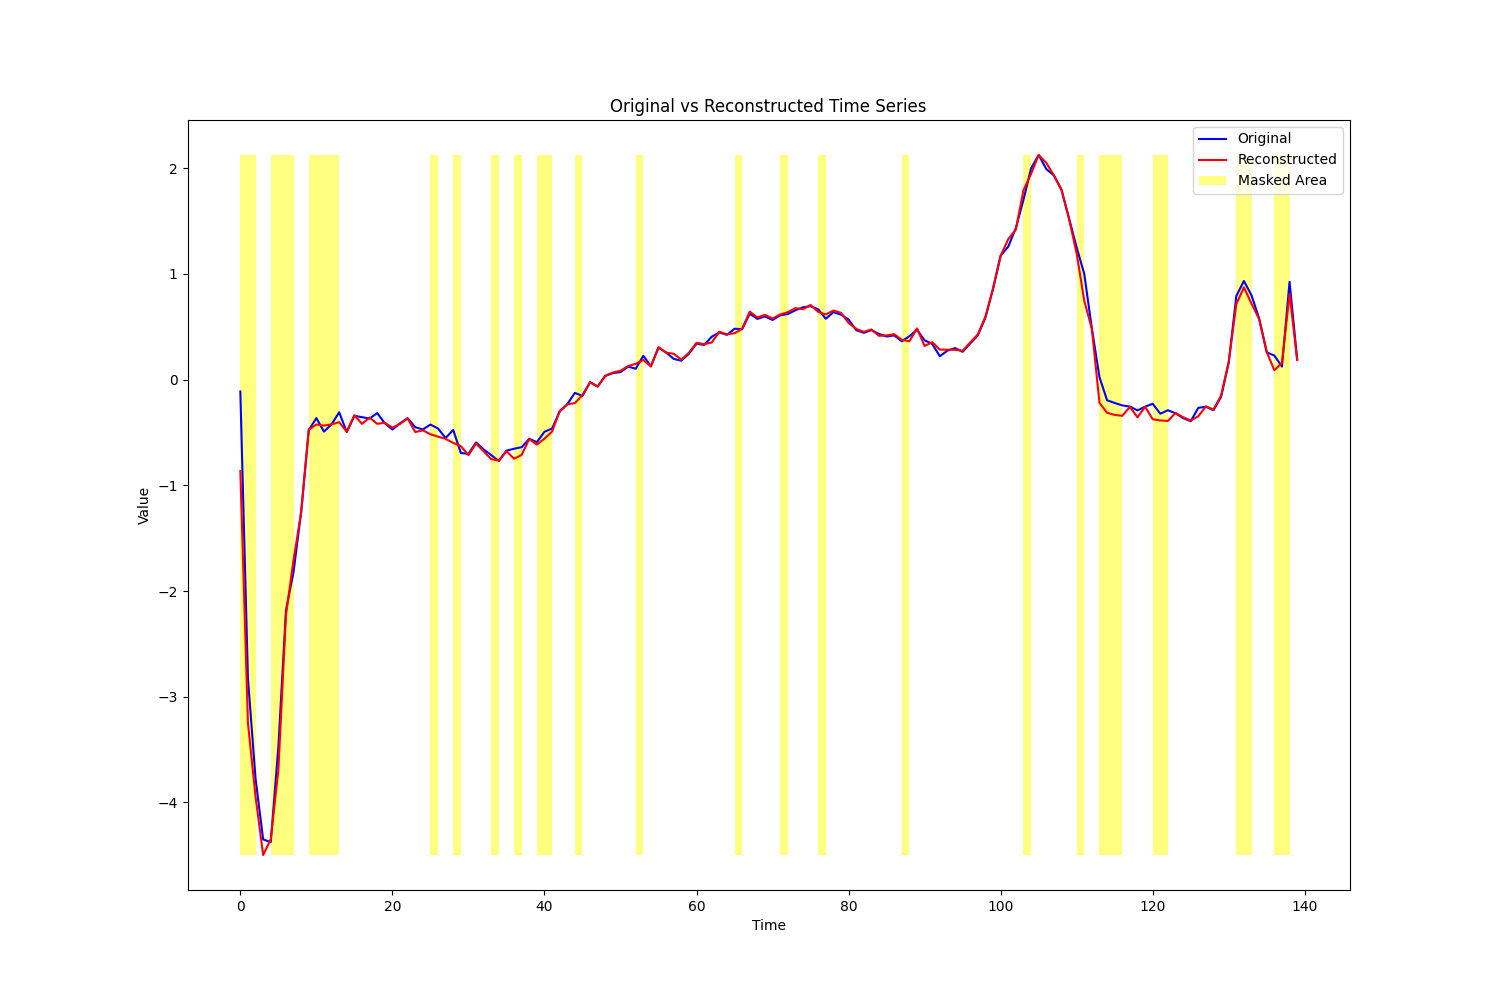 Original vs Reconstructed Time Series
Original
Reconstructed
Masked Area
2
1
0
−1
−2
−3
−4
Value
0
20
40
60
80
100
120
140
Time